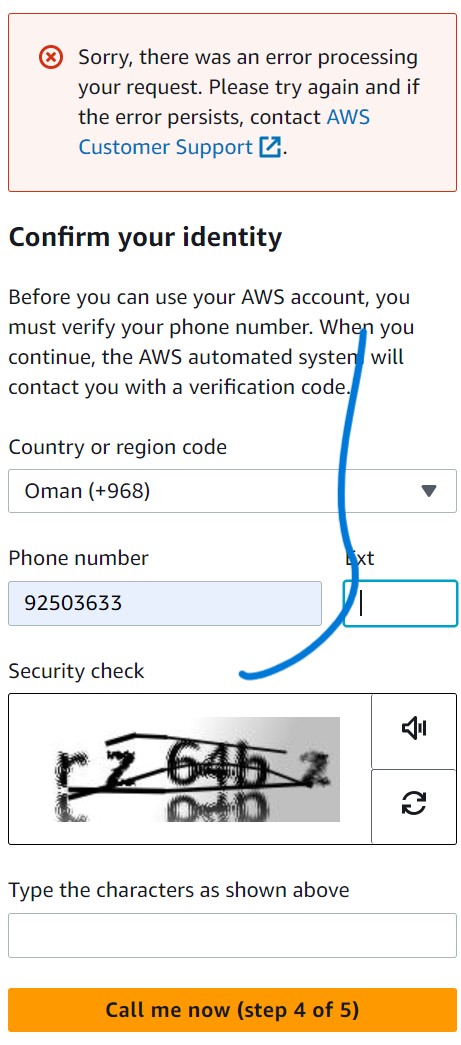 Sorry, there was an error processing
your request. Please try again and if
the error persists, contact AWS
Customer Support.
Confirm your identity
Before you can use your AWS account, you
must verify your phone number. When you
continue, the AWS automated system will
contact you with a verification code.
Country or region code
Oman (+968)
Phone number
Ext
92503633
Security check
Type the characters as shown above
Call me now (step 4 of 5)